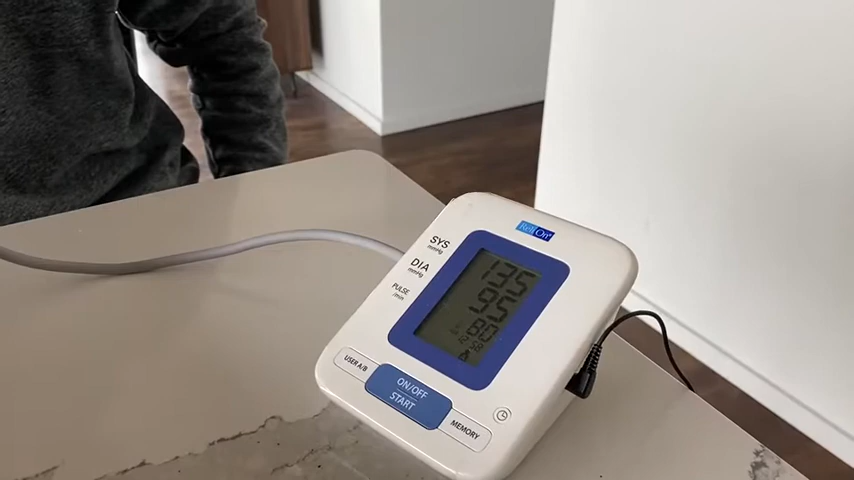 ReliOn
SYS
mmHg
135
DIA
mmHg
95
PULSE
/min
80
USER A/B
ON/OFF
START
MEMORY